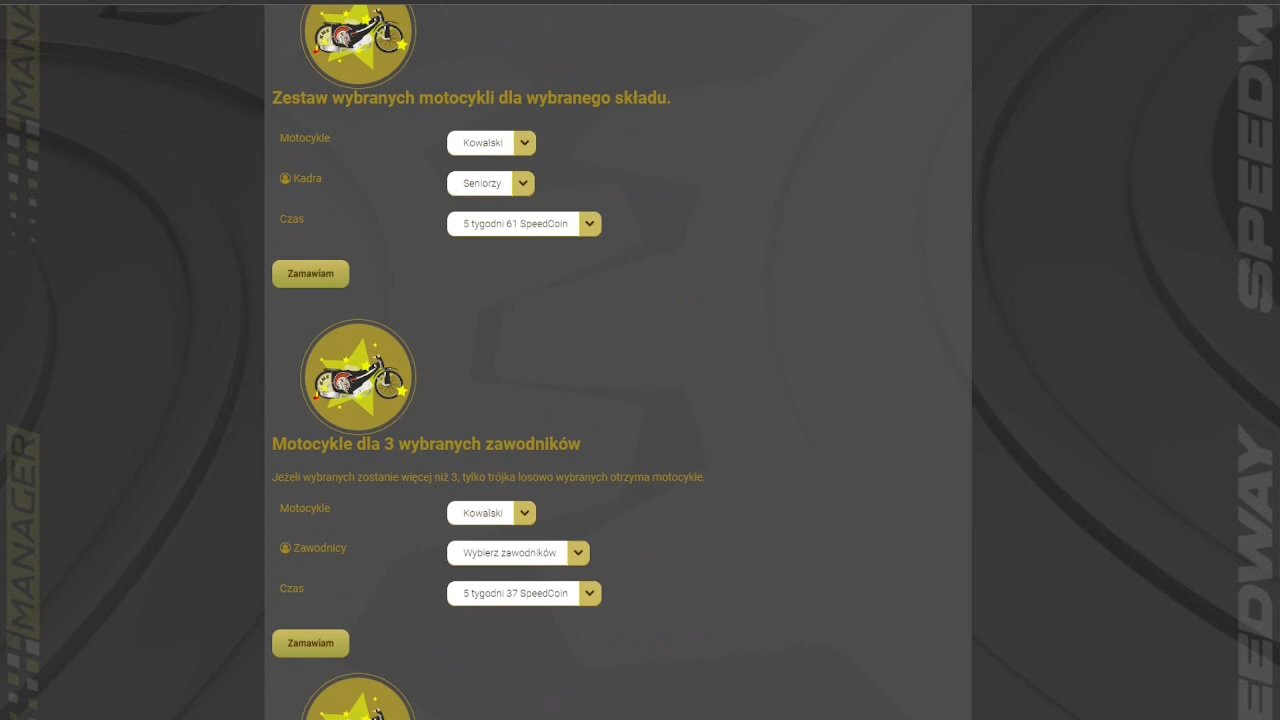 Zestaw wybranych motocykli dla wybranego składu.
Motocykle
Kowalski
Kadra
Seniorzy
Czas
5 tygodni 61 SpeedCoin
Zamawiam
Motocykle dla 3 wybranych zawodników
Jeżeli wybranych zostanie więcej niż 3, tylko trójka losowo wybranych otrzyma motocykle.
Motocykle
Kowalski
Zawodnicy
Wybierz zawodników
Czas
5 tygodni 37 SpeedCoin
Zamawiam
MANAGER